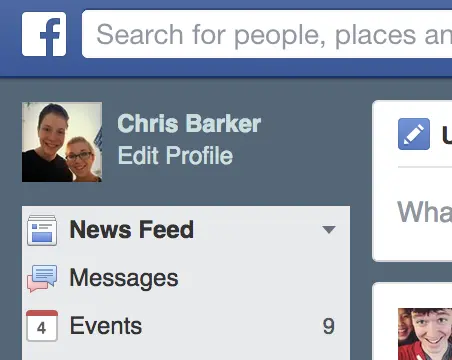 f
Search for people, places an
Chris Barker
Edit Profile
U
News Feed
Wha
Messages
4 Events 9